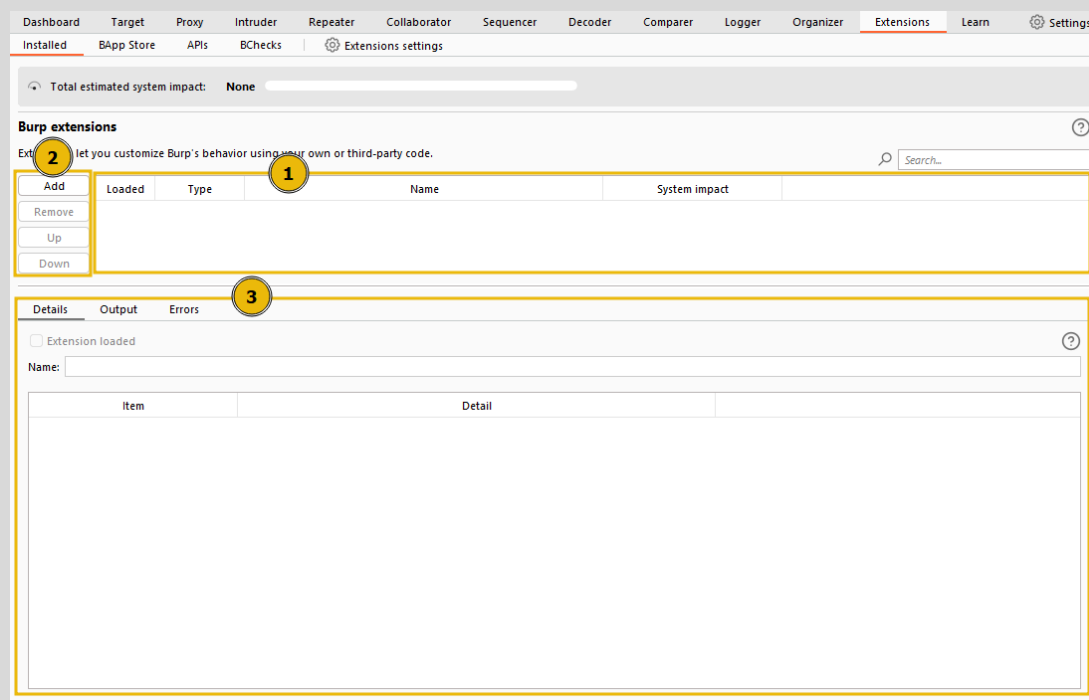 Dashboard Target Proxy Intruder Repeater Collaborator Sequencer Decoder Comparer Logger Organizer Extensions Learn Settings
Installed BApp Store APIs BChecks Extensions settings
Total estimated system impact: None
Burp extensions ?
Ext let you customize Burp's behavior using your own or third-party code.
2
Search...
1
Add Loaded Type Name System impact
Remove
Up
Down
3
Details Output Errors
Extension loaded ?
Name:
Item Detail